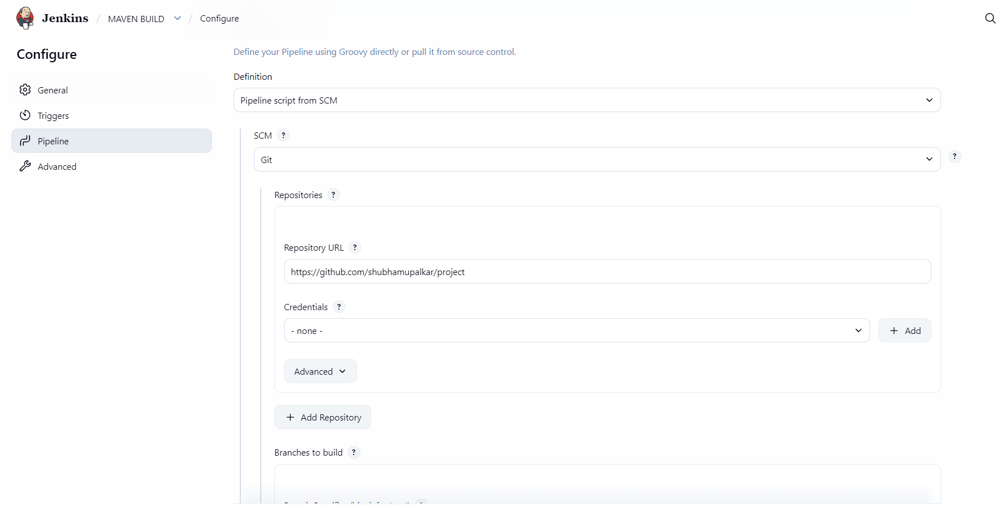 Jenkins / MAVEN BUILD / Configure
Configure
General
Triggers
Pipeline
Advanced
Define your Pipeline using Groovy directly or pull it from source control.
Definition
Pipeline script from SCM
SCM ?
Git
?
Repositories ?
Repository URL ?
https://github.com/shubhamupalkar/project
Credentials ?
- none -
+ Add
Advanced
+ Add Repository
Branches to build ?